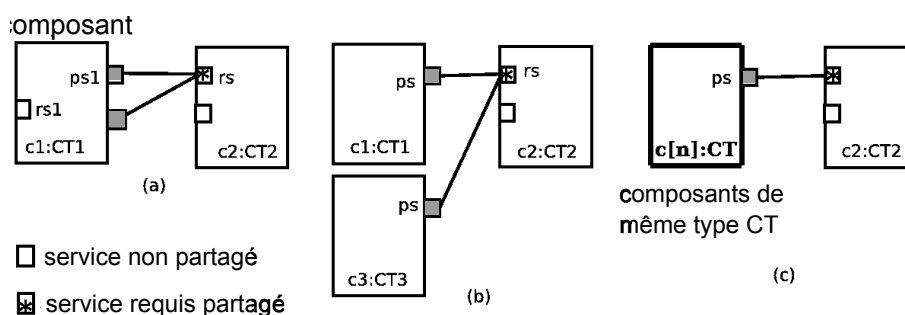 composant
ps1
rs
rs1
c1:CT1
c2:CT2
(a)
ps
rs
c1:CT1
c2:CT2
ps
c3:CT3
(b)
ps
c[n]:CT
c2:CT2
composants de
même type CT
(c)
service non partagé
service requis partagé